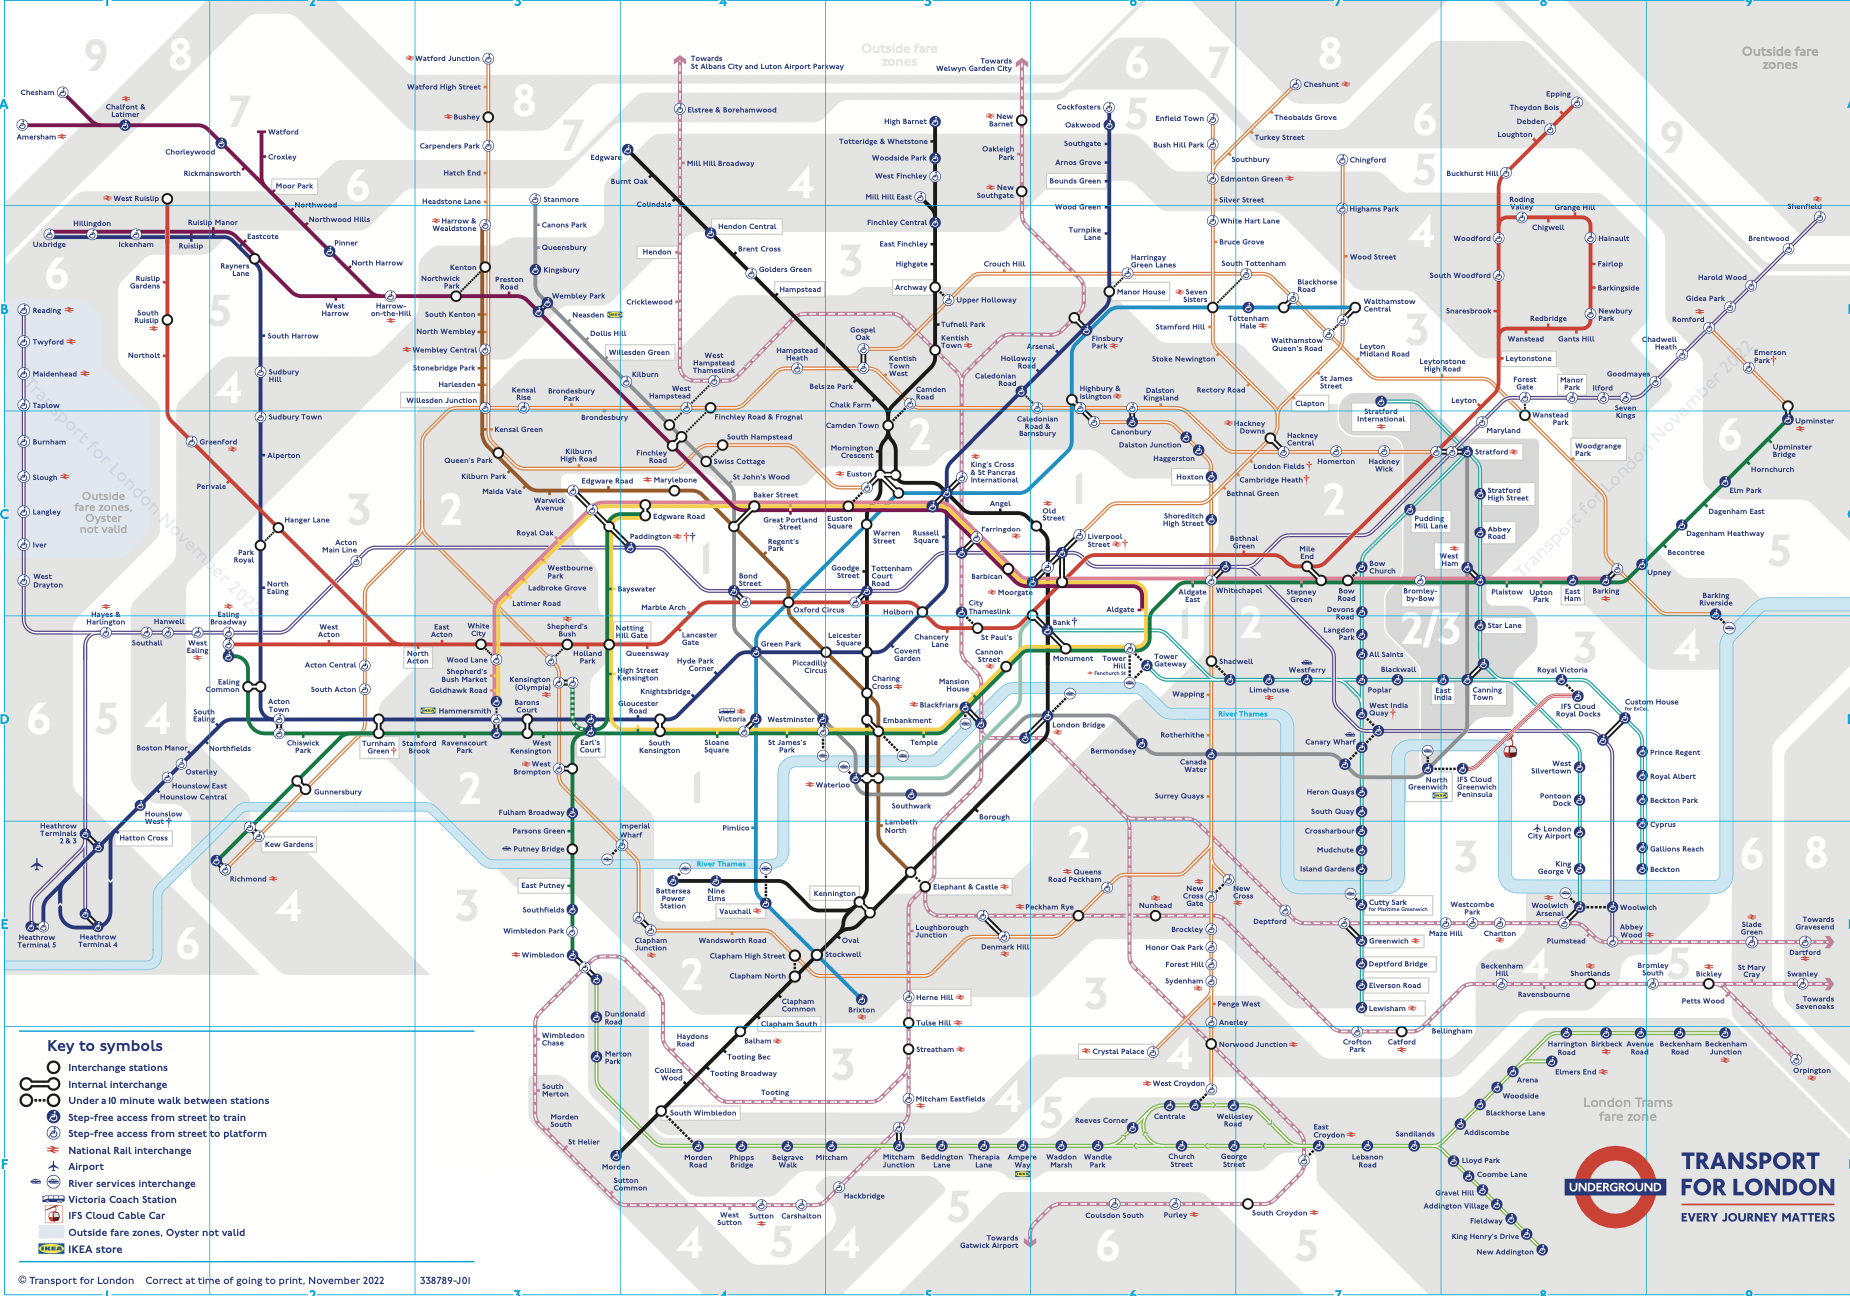 1
2
3
4
5
6
7
8
9
A
B
C
D
E
F
Outside fare
zones
Outside fare
zones
Chesham
Chalfont &
Latimer
Amersham
Chorleywood
Rickmansworth
Watford
Croxley
Moor Park
Northwood
Northwood Hills
Pinner
North Harrow
Harrow-
on-the-Hill
Northwick
Park
Preston
Road
Wembley Park
West
Harrow
Rayners
Lane
Eastcote
Ruislip Manor
Ruislip
Ickenham
Hillingdon
Uxbridge
West Ruislip
Ruislip
Gardens
South
Ruislip
Northolt
Greenford
Perivale
Hanger Lane
Park
Royal
North
Ealing
Alperton
Sudbury Town
Sudbury
Hill
South Harrow
Watford Junction
Watford High Street
Bushey
Carpenders Park
Hatch End
Headstone Lane
Harrow &
Wealdstone
Kenton
South Kenton
North Wembley
Wembley Central
Stonebridge Park
Harlesden
Willesden Junction
Kensal Green
Queen's Park
Kilburn Park
Maida Vale
Warwick
Avenue
Stanmore
Canons Park
Queensbury
Kingsbury
Neasden
Dollis Hill
Willesden Green
Kilburn
West
Hampstead
Finchley
Road
Swiss Cottage
St John's Wood
Towards
St Albans City and Luton Airport Parkway
Elstree & Borehamwood
Mill Hill Broadway
Hendon
Cricklewood
West
Hampstead
Thameslink
Edgware
Burnt Oak
Colindale
Hendon Central
Brent Cross
Golders Green
Hampstead
Belsize Park
Chalk Farm
Camden Town
Mornington
Crescent
High Barnet
Totteridge & Whetstone
Woodside Park
West Finchley
Mill Hill East
Finchley Central
East Finchley
Highgate
Archway
Tufnell Park
Kentish
Town
Camden
Road
Kentish
Town
West
Gospel
Oak
Hampstead
Heath
Finchley Road & Frognal
South Hampstead
Kilburn
High Road
Brondesbury
Brondesbury
Park
Kensal
Rise
Upper Holloway
Crouch Hill
Harringay
Green Lanes
Towards
Welwyn Garden City
New
Barnet
Oakleigh
Park
New
Southgate
Cockfosters
Oakwood
Southgate
Arnos Grove
Bounds Green
Wood Green
Turnpike
Lane
Manor House
Finsbury
Park
Arsenal
Holloway
Road
Caledonian
Road
Caledonian
Road &
Barnsbury
Highbury &
Islington
Canonbury
Dalston
Kingsland
Dalston Junction
Haggerston
Hoxton
Shoreditch
High Street
Enfield Town
Bush Hill Park
Edmonton Green
Silver Street
White Hart Lane
Bruce Grove
South Tottenham
Seven
Sisters
Stamford Hill
Stoke Newington
Rectory Road
Cheshunt
Theobalds Grove
Turkey Street
Southbury
Chingford
Highams Park
Wood Street
Walthamstow
Central
Blackhorse
Road
Tottenham
Hale
Walthamstow
Queen's Road
Leyton
Midland Road
Leytonstone
High Road
St James
Street
Clapton
Hackney
Downs
Hackney
Central
London Fields†
Cambridge Heath†
Bethnal Green
Homerton
Hackney
Wick
Stratford
International
Stratford
Stratford
High Street
Abbey
Road
Pudding
Mill Lane
Maryland
Forest
Gate
Manor
Park
Ilford
Seven
Kings
Goodmayes
Chadwell
Heath
Romford
Gidea Park
Harold Wood
Brentwood
Shenfield
Emerson
Park†
Upminster
Upminster
Bridge
Hornchurch
Elm Park
Dagenham East
Dagenham Heathway
Becontree
Upney
Barking
East
Ham
Upton
Park
Plaistow
West
Ham
Bromley-
by-Bow
Bow
Road
Bow
Church
Mile
End
Stepney
Green
Whitechapel
Bethnal
Green
Aldgate
East
Aldgate
Wanstead
Park
Woodgrange
Park
Barking
Riverside
Epping
Theydon Bois
Debden
Loughton
Buckhurst Hill
Roding
Valley
Chigwell
Grange Hill
Hainault
Fairlop
Barkingside
Newbury
Park
Gants Hill
Redbridge
Wanstead
Woodford
South Woodford
Snaresbrook
Leytonstone
Leyton
Reading
Twyford
Maidenhead
Taplow
Burnham
Slough
Langley
Iver
West
Drayton
Outside
fare zones,
Oyster
not valid
Transport for London November 2022
Transport for London November 2022
Hayes &
Harlington
Southall
Hanwell
West
Ealing
Ealing
Broadway
Acton
Main Line
West
Acton
North
Acton
East
Acton
White
City
Shepherd's
Bush
Holland
Park
Notting
Hill Gate
Queensway
Lancaster
Gate
Marble Arch
Bond
Street
Oxford Circus
Tottenham
Court
Road
Holborn
Chancery
Lane
St Paul's
Bank†
Liverpool
Street
Moorgate
Barbican
Farringdon
King's Cross
& St Pancras
International
Euston
Euston
Square
Great Portland
Street
Baker Street
Marylebone
Edgware Road
Edgware Road
Paddington
Royal Oak
Westbourne
Park
Ladbroke Grove
Latimer Road
Wood Lane
Shepherd's
Bush Market
Goldhawk Road
Hammersmith
Bayswater
High Street
Kensington
Kensington
(Olympia)
Barons
Court
Gloucester
Road
Earl's
Court
South
Kensington
Sloane
Square
Victoria
St James's
Park
Westminster
Embankment
Temple
Blackfriars
Mansion
House
Cannon
Street
Monument
Tower
Hill
Fenchurch St
Tower
Gateway
Regent's
Park
Warren
Street
Goodge
Street
Russell
Square
Angel
Old
Street
City
Thameslink
Covent
Garden
Leicester
Square
Piccadilly
Circus
Green Park
Hyde Park
Corner
Knightsbridge
Charing
Cross
Waterloo
Southwark
London Bridge
Bermondsey
Lambeth
North
Borough
Elephant & Castle
Kennington
Pimlico
Vauxhall
Nine
Elms
Battersea
Power
Station
Oval
Stockwell
Brixton
Clapham North
Clapham High Street
Wandsworth Road
Clapham
Junction
Imperial
Wharf
Clapham
Common
Clapham South
Balham
Tooting Bec
Tooting Broadway
Colliers
Wood
South Wimbledon
Morden
Acton Central
South Acton
Acton
Town
Ealing
Common
South
Ealing
Northfields
Boston Manor
Osterley
Hounslow East
Hounslow Central
Hounslow
West†
Hatton Cross
Heathrow
Terminals
2 & 3
Heathrow
Terminal 5
Heathrow
Terminal 4
Chiswick
Park
Turnham
Green†
Stamford
Brook
Ravenscourt
Park
West
Kensington
Gunnersbury
Kew Gardens
Richmond
West
Brompton
Fulham Broadway
Parsons Green
Putney Bridge
East Putney
Southfields
Wimbledon Park
Wimbledon
Dundonald
Road
Merton
Park
Wimbledon
Chase
South
Merton
Morden
South
St Helier
Sutton
Common
West
Sutton
Sutton
Carshalton
Hackbridge
Mitcham
Junction
Mitcham Eastfields
Streatham
Tulse Hill
Herne Hill
Loughborough
Junction
Haydons
Road
Tooting
Morden
Road
Phipps
Bridge
Belgrave
Walk
Mitcham
Beddington
Lane
Therapia
Lane
Ampere
Way
Waddon
Marsh
Wandle
Park
Reeves Corner
Centrale
Church
Street
Wellesley
Road
George
Street
East
Croydon
Lebanon
Road
Sandilands
Addiscombe
Blackhorse Lane
Woodside
Arena
Elmers End
Harrington
Road
Birkbeck
Avenue
Road
Beckenham
Road
Beckenham
Junction
Lloyd Park
Coombe Lane
Gravel Hill
Addington Village
Fieldway
King Henry's Drive
New Addington
London Trams
fare zone
West Croydon
Norwood Junction
Crystal Palace
Anerley
Penge West
Sydenham
Forest Hill
Honor Oak Park
Brockley
New
Cross
Gate
New
Cross
Surrey Quays
Canada
Water
Rotherhithe
Wapping
Shadwell
Queens
Road Peckham
Peckham Rye
Denmark Hill
Nunhead
Crofton
Park
Catford
Bellingham
Beckenham
Hill
Ravensbourne
Shortlands
Bromley
South
Bickley
Petts Wood
St Mary
Cray
Swanley
Towards
Sevenoaks
Orpington
Limehouse
Westferry
Poplar
Blackwall
East
India
Canning
Town
Royal Victoria
Custom House
for ExCeL
Prince Regent
Royal Albert
Beckton Park
Cyprus
Gallions Reach
Beckton
West
Silvertown
Pontoon
Dock
London
City Airport
King
George V
Woolwich
Arsenal
Woolwich
Plumstead
Abbey
Wood
Slade
Green
Dartford
Towards
Gravesend
IFS Cloud
Royal Docks
IFS Cloud
Greenwich
Peninsula
North
Greenwich
Star Lane
Devons
Road
Langdon
Park
All Saints
West India
Quay†
Canary Wharf
Heron Quays
South Quay
Crossharbour
Mudchute
Island Gardens
Cutty Sark
for Maritime Greenwich
Greenwich
Deptford Bridge
Elverson Road
Lewisham
Deptford
Maze Hill
Westcombe
Park
Charlton
River Thames
River Thames
Coulsdon South
Purley
South Croydon
Towards
Gatwick Airport
Key to symbols
Interchange stations
Internal interchange
Under a 10 minute walk between stations
Step-free access from street to train
Step-free access from street to platform
National Rail interchange
Airport
River services interchange
Victoria Coach Station
IFS Cloud Cable Car
Outside fare zones, Oyster not valid
IKEA store
© Transport for London Correct at time of going to print, November 2022 338789-J01
UNDERGROUND
TRANSPORT
FOR LONDON
EVERY JOURNEY MATTERS